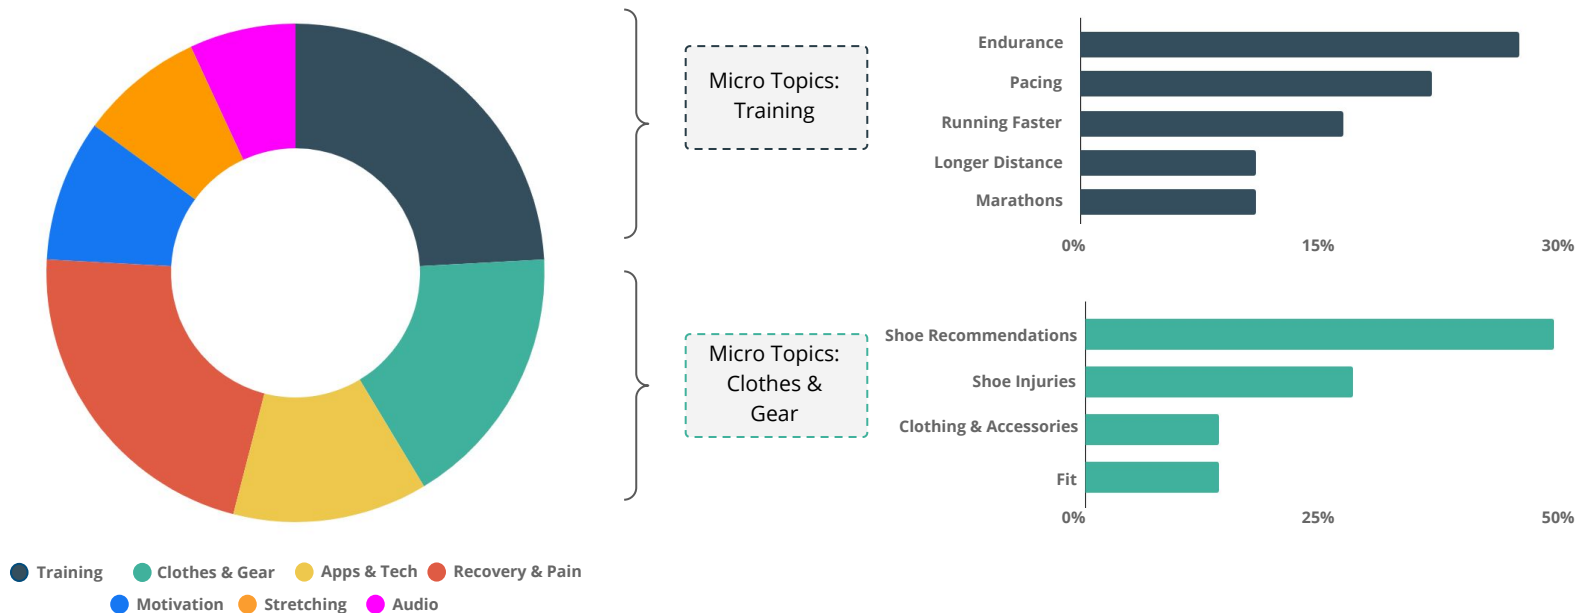 Micro Topics:
Training
Endurance
Pacing
Running Faster
Longer Distance
Marathons
0% 15% 30%
Micro Topics:
Clothes &
Gear
Shoe Recommendations
Shoe Injuries
Clothing & Accessories
Fit
0% 25% 50%
Training Clothes & Gear Apps & Tech Recovery & Pain
Motivation Stretching Audio